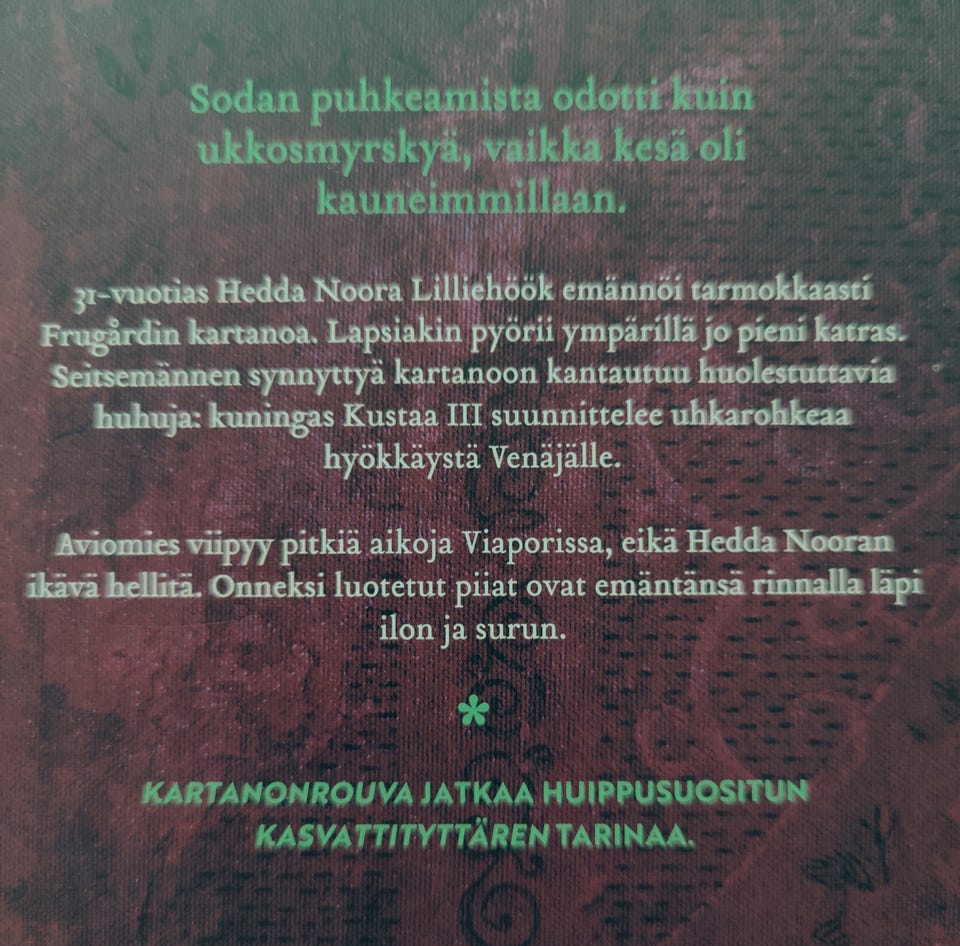 Sodan puhkeamista odotti kuin
ukkosmyrskyä, vaikka kesä oli
kauneimmillaan.
31-vuotias Hedda Noora Lilliehöök emännöi tarmokkaasti
Frugårdin kartanoa. Lapsiakin pyörii ympärillä jo pieni katras.
Seitsemännen synnyttyä kartanoon kantautuu huolestuttavia
huhuja: kuningas Kustaa III suunnittelee uhkarohkeaa
hyökkäystä Venäjälle.
Aviomies viipyy pitkiä aikoja Viaporissa, eikä Hedda Nooran
ikävä hellitä. Onneksi luotetut piiat ovat emäntänsä rinnalla läpi
ilon ja surun.
*
KARTANONROUVA JATKAA HUIPPUSUOSITUN
KASVATTITYTTÄREN TARINAA.